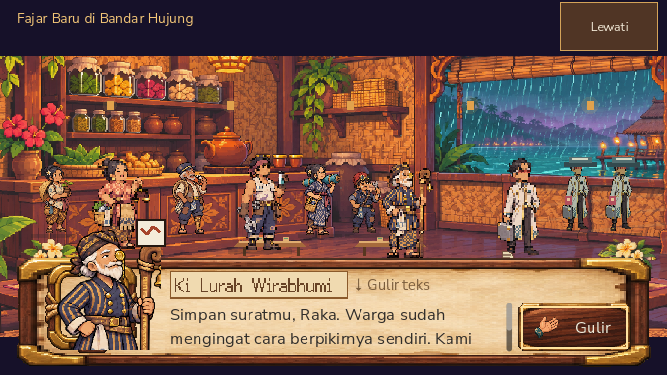 Fajar Baru di Bandar Hujung
Lewati
Ki Lurah Wirabhumi
↓ Gulir teks
Simpan suratmu, Raka. Warga sudah
mengingat cara berpikirnya sendiri. Kami
Gulir